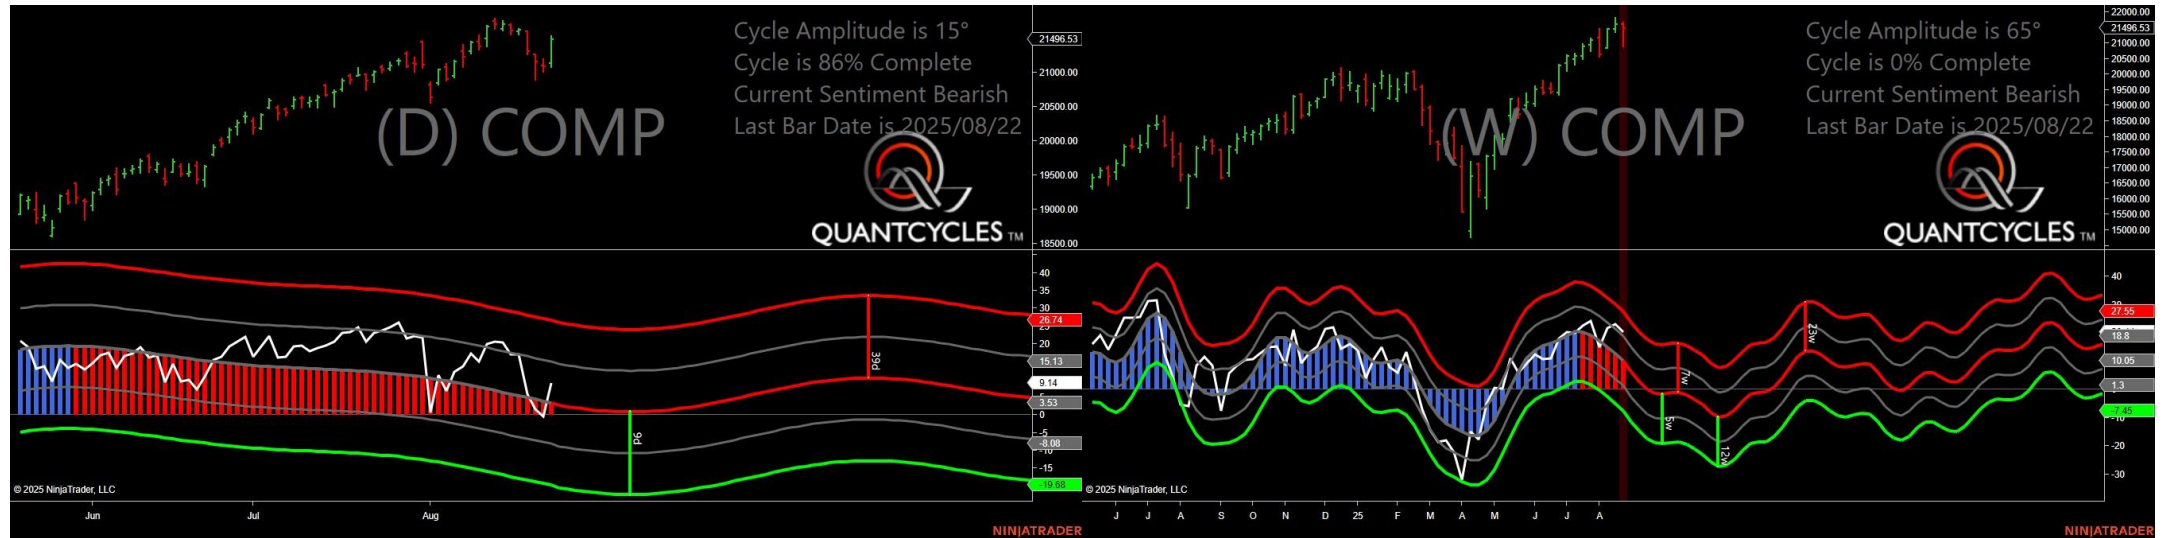 Cycle Amplitude is 15°
Cycle is 86% Complete
Current Sentiment Bearish
Last Bar Date is 2025/08/22
(D) COMP
QUANTCYCLES TM
21496.53
21000.00
20500.00
20000.00
19500.00
19000.00
18500.00
40
35
30
26.74
25
20
15.13
9.14
3.53
0
-5
-8.08
-10
-15
-19.68
39d
9d
© 2025 NinjaTrader, LLC
Jun
Jul
Aug
NINJATRADER
Cycle Amplitude is 65°
Cycle is 0% Complete
Current Sentiment Bearish
Last Bar Date is 2025/08/22
(W) COMP
QUANTCYCLES TM
22000.00
21496.53
21000.00
20500.00
20000.00
19500.00
19000.00
18500.00
18000.00
17500.00
17000.00
16500.00
16000.00
15500.00
15000.00
40
27.55
18.8
10.05
1.3
-7.45
-10
-20
-30
7w
5w
12w
23w
© 2025 NinjaTrader, LLC
J J A S O N D 25 F M A M J J A
NINJATRADER